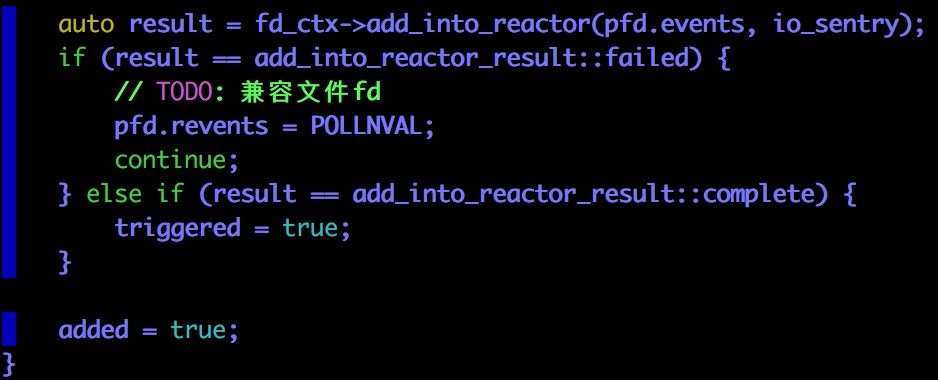 auto result = fd_ctx->add_into_reactor(pfd.events, io_sentry);
if (result == add_into_reactor_result::failed) {
// TODO: 兼容文件fd
pfd.revents = POLLNVAL;
continue;
} else if (result == add_into_reactor_result::complete) {
triggered = true;
}
added = true;
}